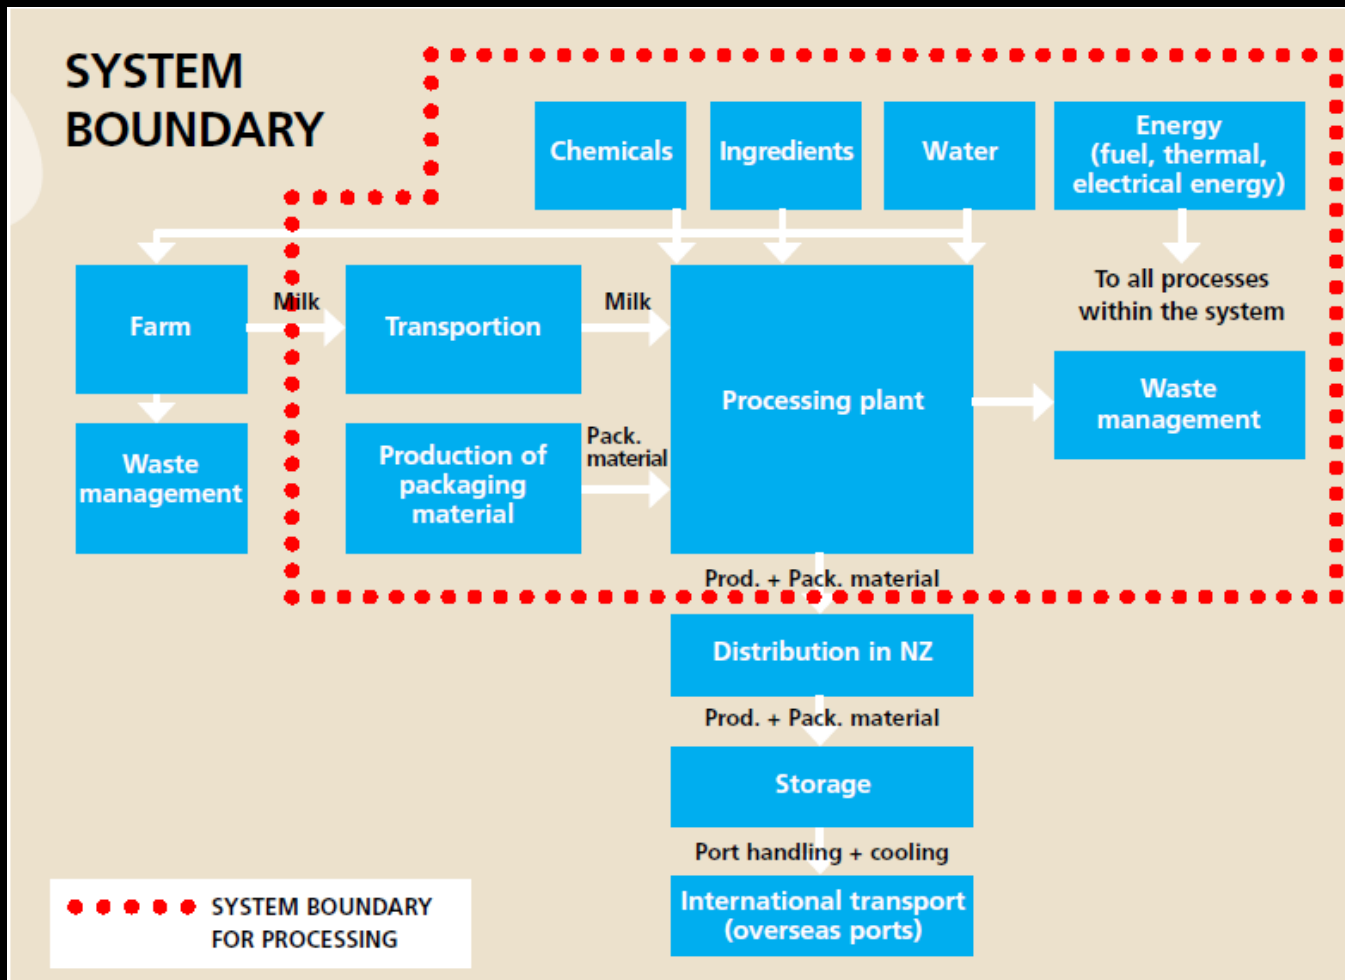 SYSTEM
BOUNDARY
Chemicals
Ingredients
Water
Energy
(fuel, thermal,
electrical energy)
To all processes
within the system
Farm
Milk
Transportion
Milk
Processing plant
Waste
management
Waste
management
Production of
packaging
material
Pack.
material
Prod. + Pack. material
Distribution in NZ
Prod. + Pack. material
Storage
Port handling + cooling
International transport
(overseas ports)
SYSTEM BOUNDARY
FOR PROCESSING